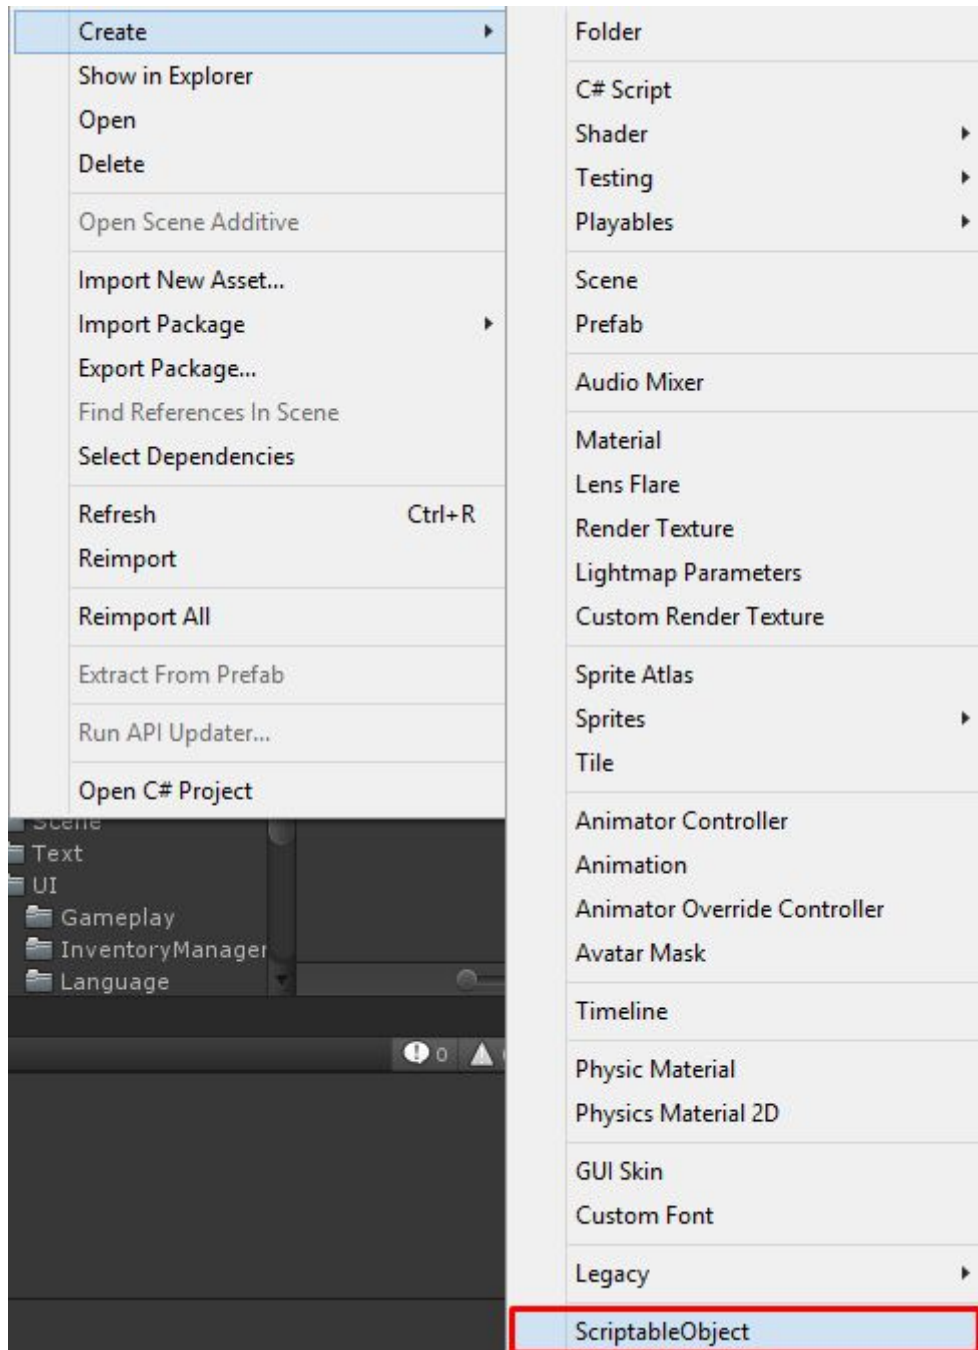 Create
Show in Explorer
Open
Delete
Open Scene Additive
Import New Asset...
Import Package
Export Package...
Find References In Scene
Select Dependencies
Refresh Ctrl+R
Reimport
Reimport All
Extract From Prefab
Run API Updater...
Open C# Project
Scene
Text
UI
Gameplay
InventoryManager
Language
0
Folder
C# Script
Shader
Testing
Playables
Scene
Prefab
Audio Mixer
Material
Lens Flare
Render Texture
Lightmap Parameters
Custom Render Texture
Sprite Atlas
Sprites
Tile
Animator Controller
Animation
Animator Override Controller
Avatar Mask
Timeline
Physic Material
Physics Material 2D
GUI Skin
Custom Font
Legacy
ScriptableObject